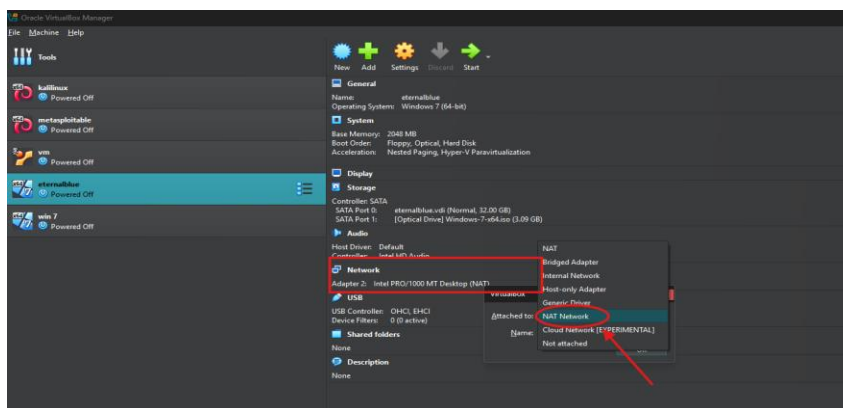 Oracle VirtualBox Manager
File Machine Help
Tools
New Add Settings Discard Start
kalilinux
Powered Off
metasploitable
Powered Off
vm
Powered Off
eternalblue
Powered Off
win 7
Powered Off
General
Name: eternalblue
Operating System: Windows 7 (64-bit)
System
Base Memory: 2048 MB
Boot Order: Floppy, Optical, Hard Disk
Acceleration: Nested Paging, Hyper-V Paravirtualization
Display
Storage
Controller: SATA
SATA Port 0: eternalblue.vdi (Normal, 32.00 GB)
SATA Port 1: [Optical Drive] Windows-7-x64.iso (3.09 GB)
Audio
Host Driver: Default
Controller: Intel HD Audio
Network
Adapter 2: Intel PRO/1000 MT Desktop (NAT)
USB
USB Controller: OHCI, EHCI
Device Filters: 0 (0 active)
Shared folders
None
Description
None
VirtualBox
Attached to:
Name:
NAT
Bridged Adapter
Internal Network
Host-only Adapter
Generic Driver
NAT Network
Cloud Network [EXPERIMENTAL]
Not attached